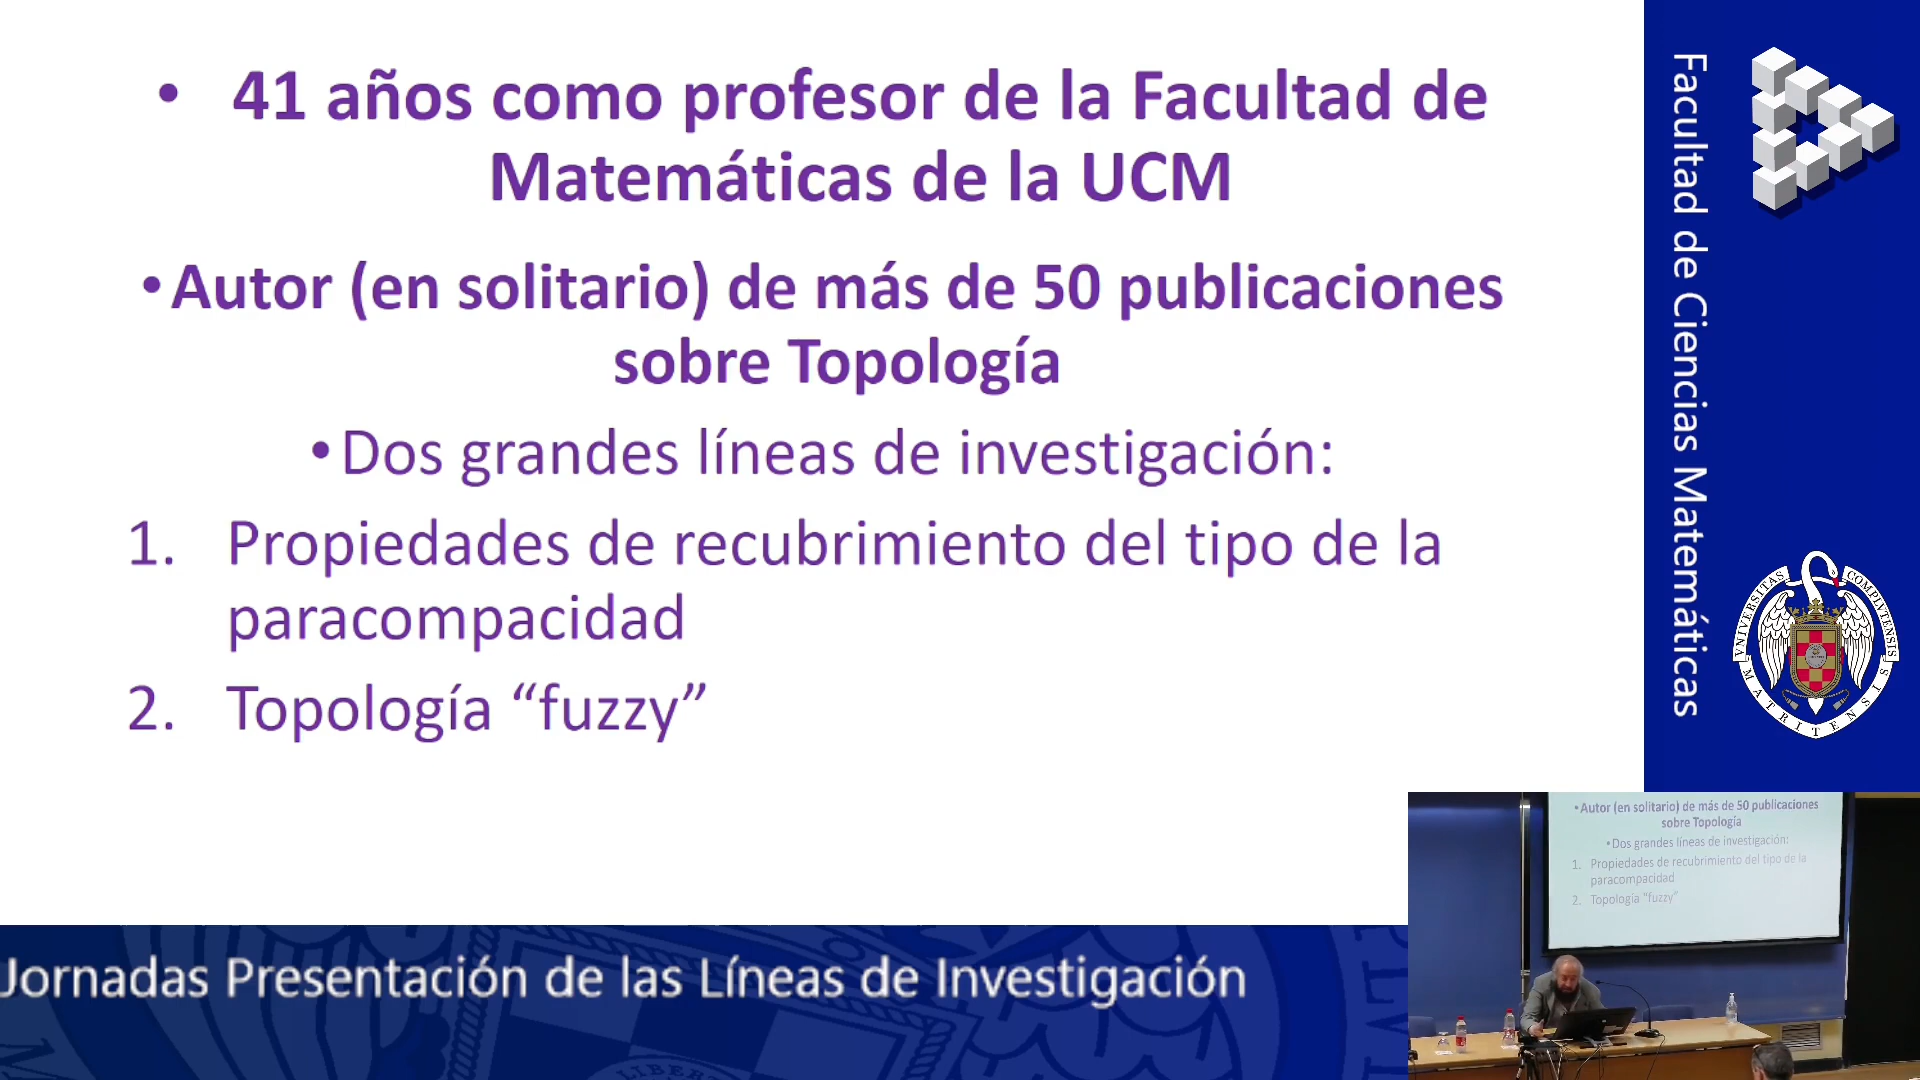 • 41 años como profesor de la Facultad de
Matemáticas de la UCM
• Autor (en solitario) de más de 50 publicaciones
sobre Topología
• Dos grandes líneas de investigación:
1. Propiedades de recubrimiento del tipo de la
paracompacidad
2. Topología “fuzzy”
Facultad de Ciencias Matemáticas
VNIVERSITAS COMPLVTENSIS
MATRITENSIS
• Autor (en solitario) de más de 50 publicaciones
sobre Topología
• Dos grandes líneas de investigación:
1. Propiedades de recubrimiento del tipo de la
paracompacidad
2. Topología “fuzzy”
Jornadas Presentación de las Líneas de Investigación